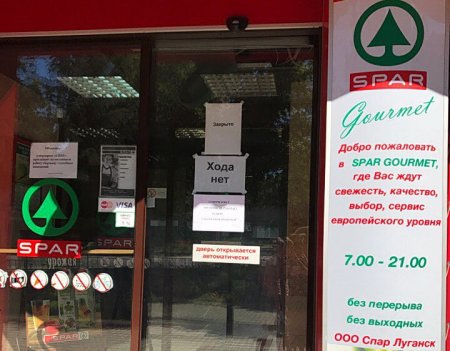 Закрыто
Хода
нет
дверь открывается
автоматически
VISA
SPAR
SPAR
SPAR
Gourmet
Добро пожаловать
в SPAR GOURMET,
где Вас ждут
свежесть, качество,
выбор, сервис
европейского уровня
7.00 - 21.00
без перерыва
без выходных
ООО Спар Луганск